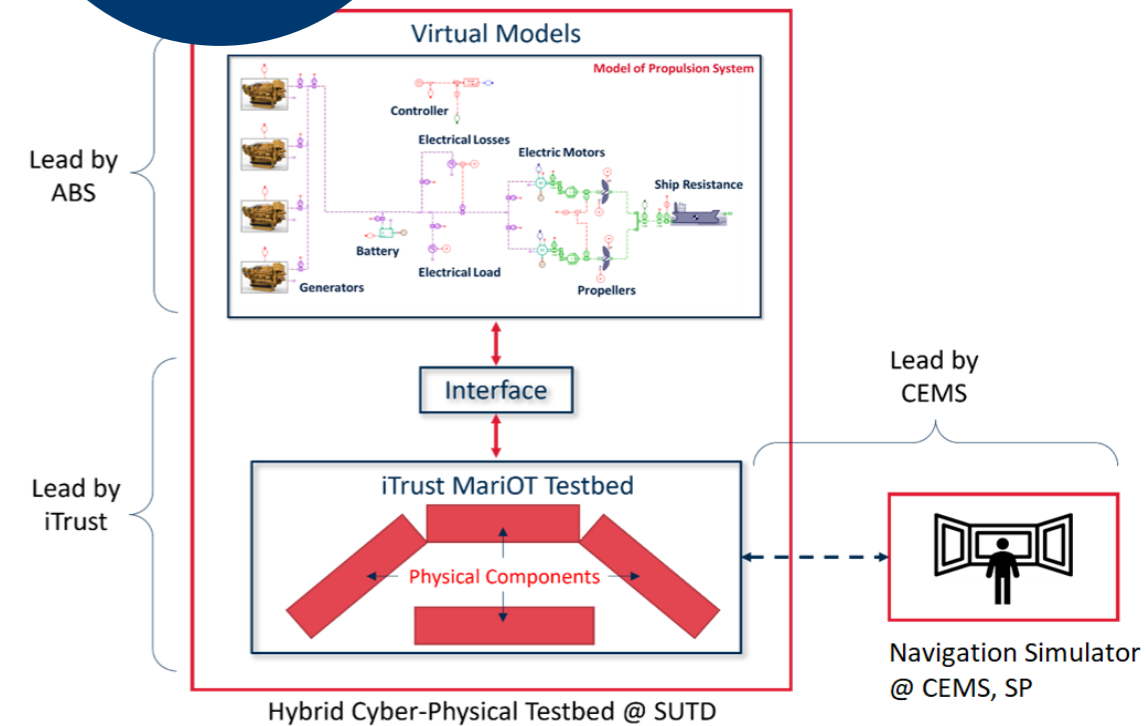 Virtual Models
Model of Propulsion System
Controller
Electrical Losses
Electric Motors
Ship Resistance
Battery
Generators
Electrical Load
Propellers
Lead by
ABS
Interface
Lead by
CEMS
Lead by
iTrust
iTrust MariOT Testbed
Physical Components
Navigation Simulator
@ CEMS, SP
Hybrid Cyber-Physical Testbed @ SUTD